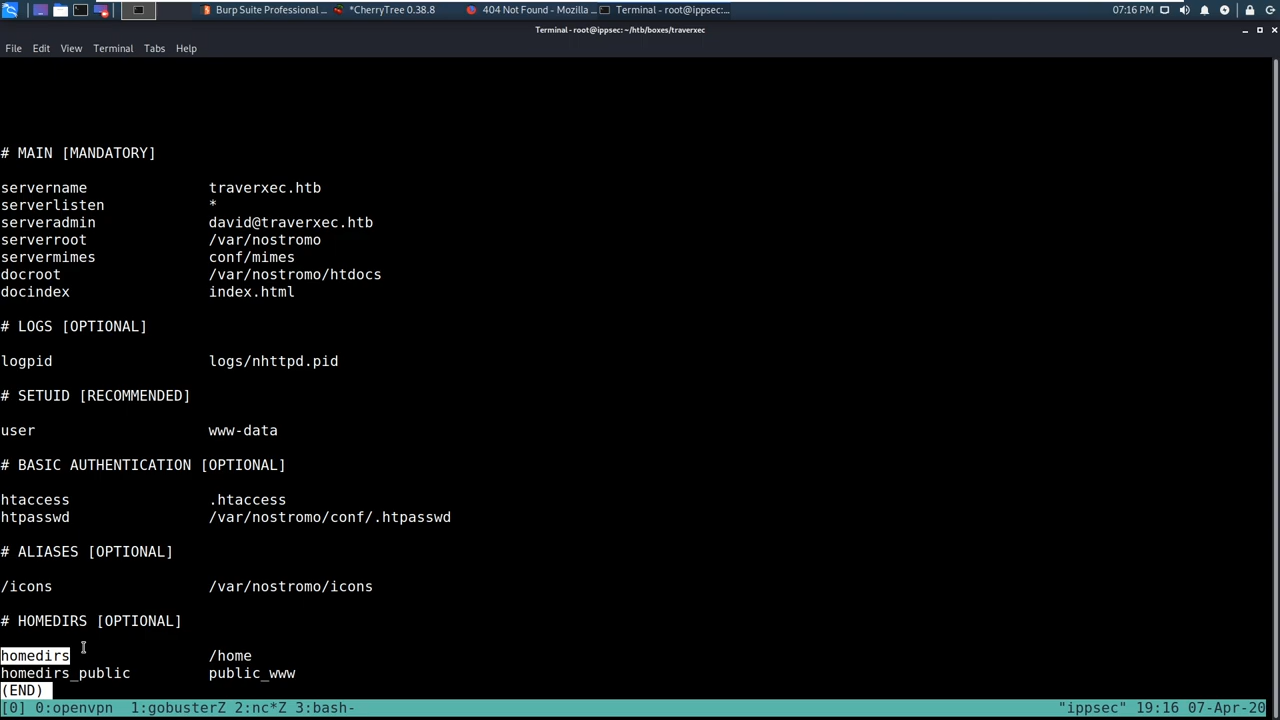 Burp Suite Professional ...
*CherryTree 0.38.8
404 Not Found - Mozilla ...
Terminal - root@ippsec:...
07:16 PM
Terminal - root@ippsec: ~/htb/boxes/traverxec
File Edit View Terminal Tabs Help
# MAIN [MANDATORY]
servername traverxec.htb
serverlisten *
serveradmin david@traverxec.htb
serverroot /var/nostromo
servermimes conf/mimes
docroot /var/nostromo/htdocs
docindex index.html
# LOGS [OPTIONAL]
logpid logs/nhttpd.pid
# SETUID [RECOMMENDED]
user www-data
# BASIC AUTHENTICATION [OPTIONAL]
htaccess .htaccess
htpasswd /var/nostromo/conf/.htpasswd
# ALIASES [OPTIONAL]
/icons /var/nostromo/icons
# HOMEDIRS [OPTIONAL]
homedirs /home
homedirs_public public_www
(END)
[0] 0:openvpn 1:gobusterZ 2:nc*Z 3:bash- "ippsec" 19:16 07-Apr-20